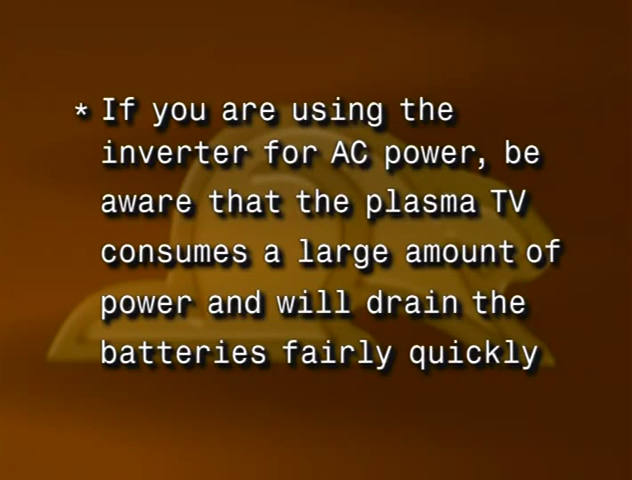 * If you are using the
inverter for AC power, be
aware that the plasma TV
consumes a large amount of
power and will drain the
batteries fairly quickly